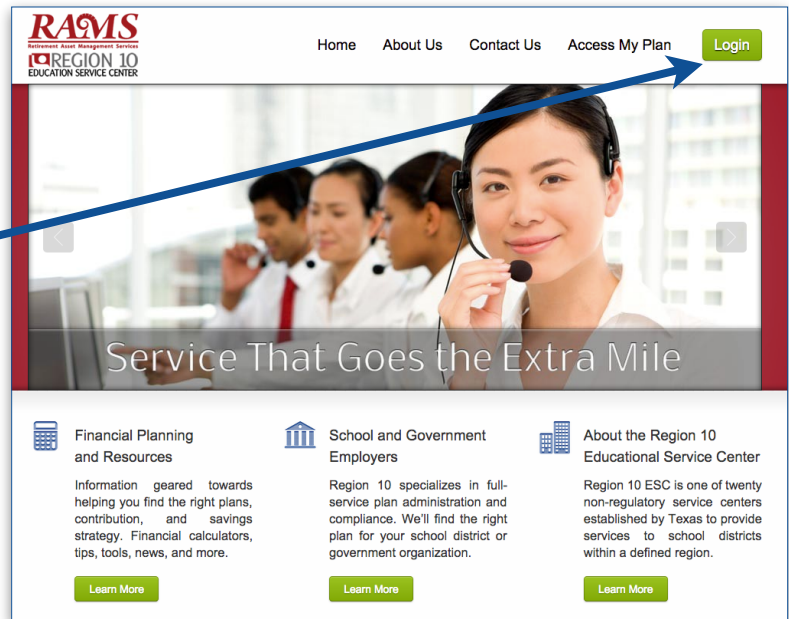 RAMS
Retirement Asset Management Services
REGION 10
EDUCATION SERVICE CENTER
Home About Us Contact Us Access My Plan Login
Service That Goes the Extra Mile
Financial Planning
and Resources
Information geared towards
helping you find the right plans,
contribution, and savings
strategy. Financial calculators,
tips, tools, news, and more.
Learn More
School and Government
Employers
Region 10 specializes in full-
service plan administration and
compliance. We'll find the right
plan for your school district or
government organization.
Learn More
About the Region 10
Educational Service Center
Region 10 ESC is one of twenty
non-regulatory service centers
established by Texas to provide
services to school districts
within a defined region.
Learn More